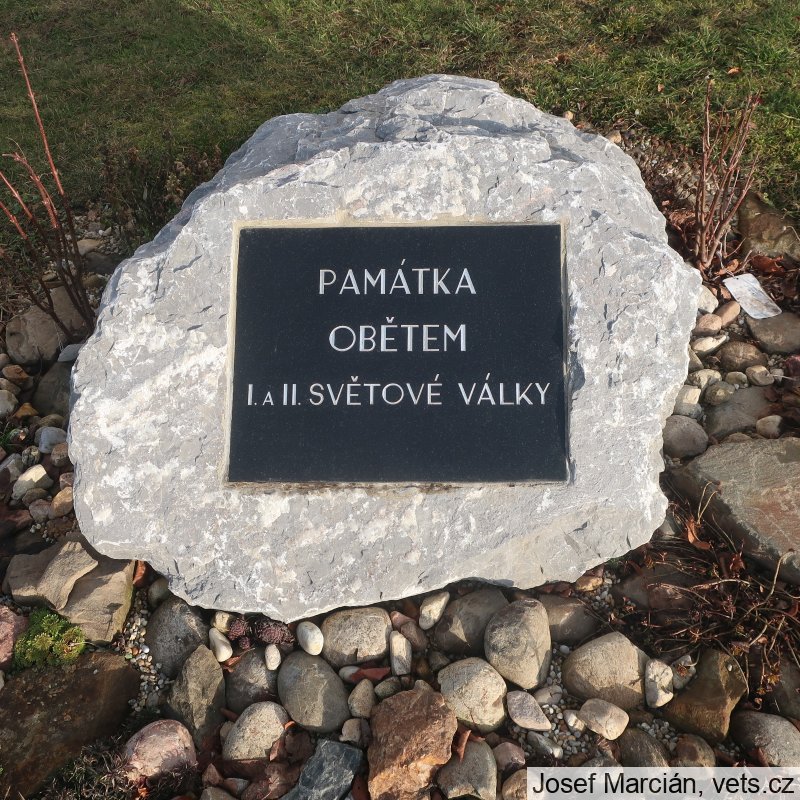 PAMÁTKA
OBĚTEM
I. A II. SVĚTOVÉ VÁLKY
Josef Marcián, vets.cz